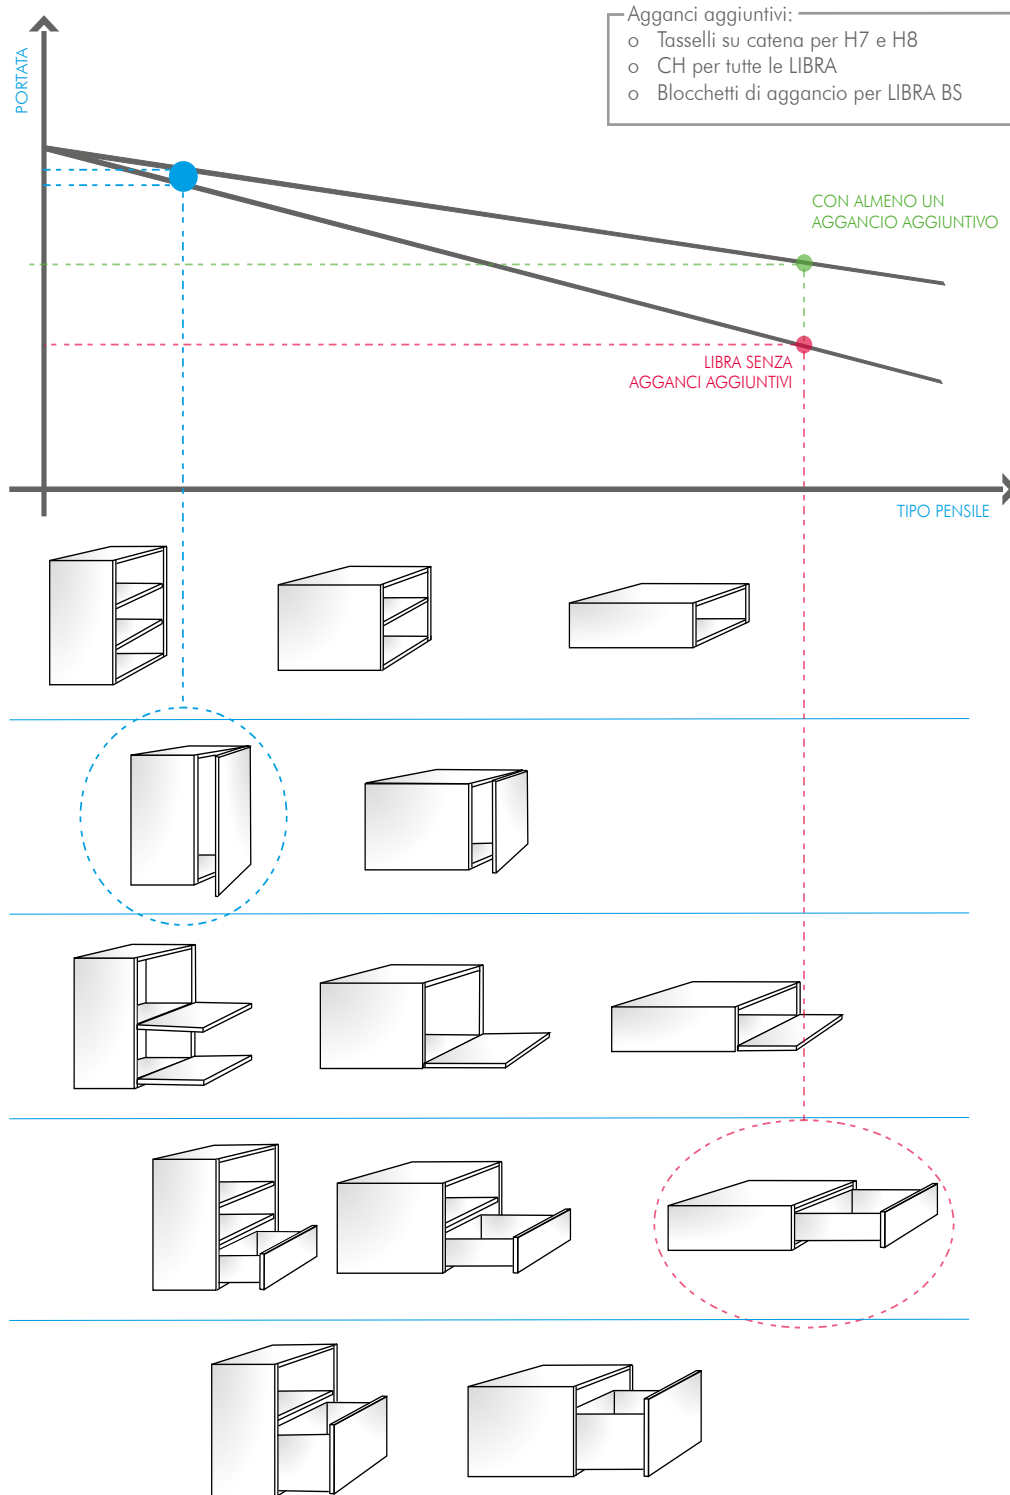 Agganci aggiuntivi:
o Tasselli su catena per H7 e H8
o CH per tutte le LIBRA
o Blocchetti di aggancio per LIBRA BS
PORTATA
CON ALMENO UN
AGGANCIO AGGIUNTIVO
LIBRA SENZA
AGGANCI AGGIUNTIVI
TIPO PENSILE